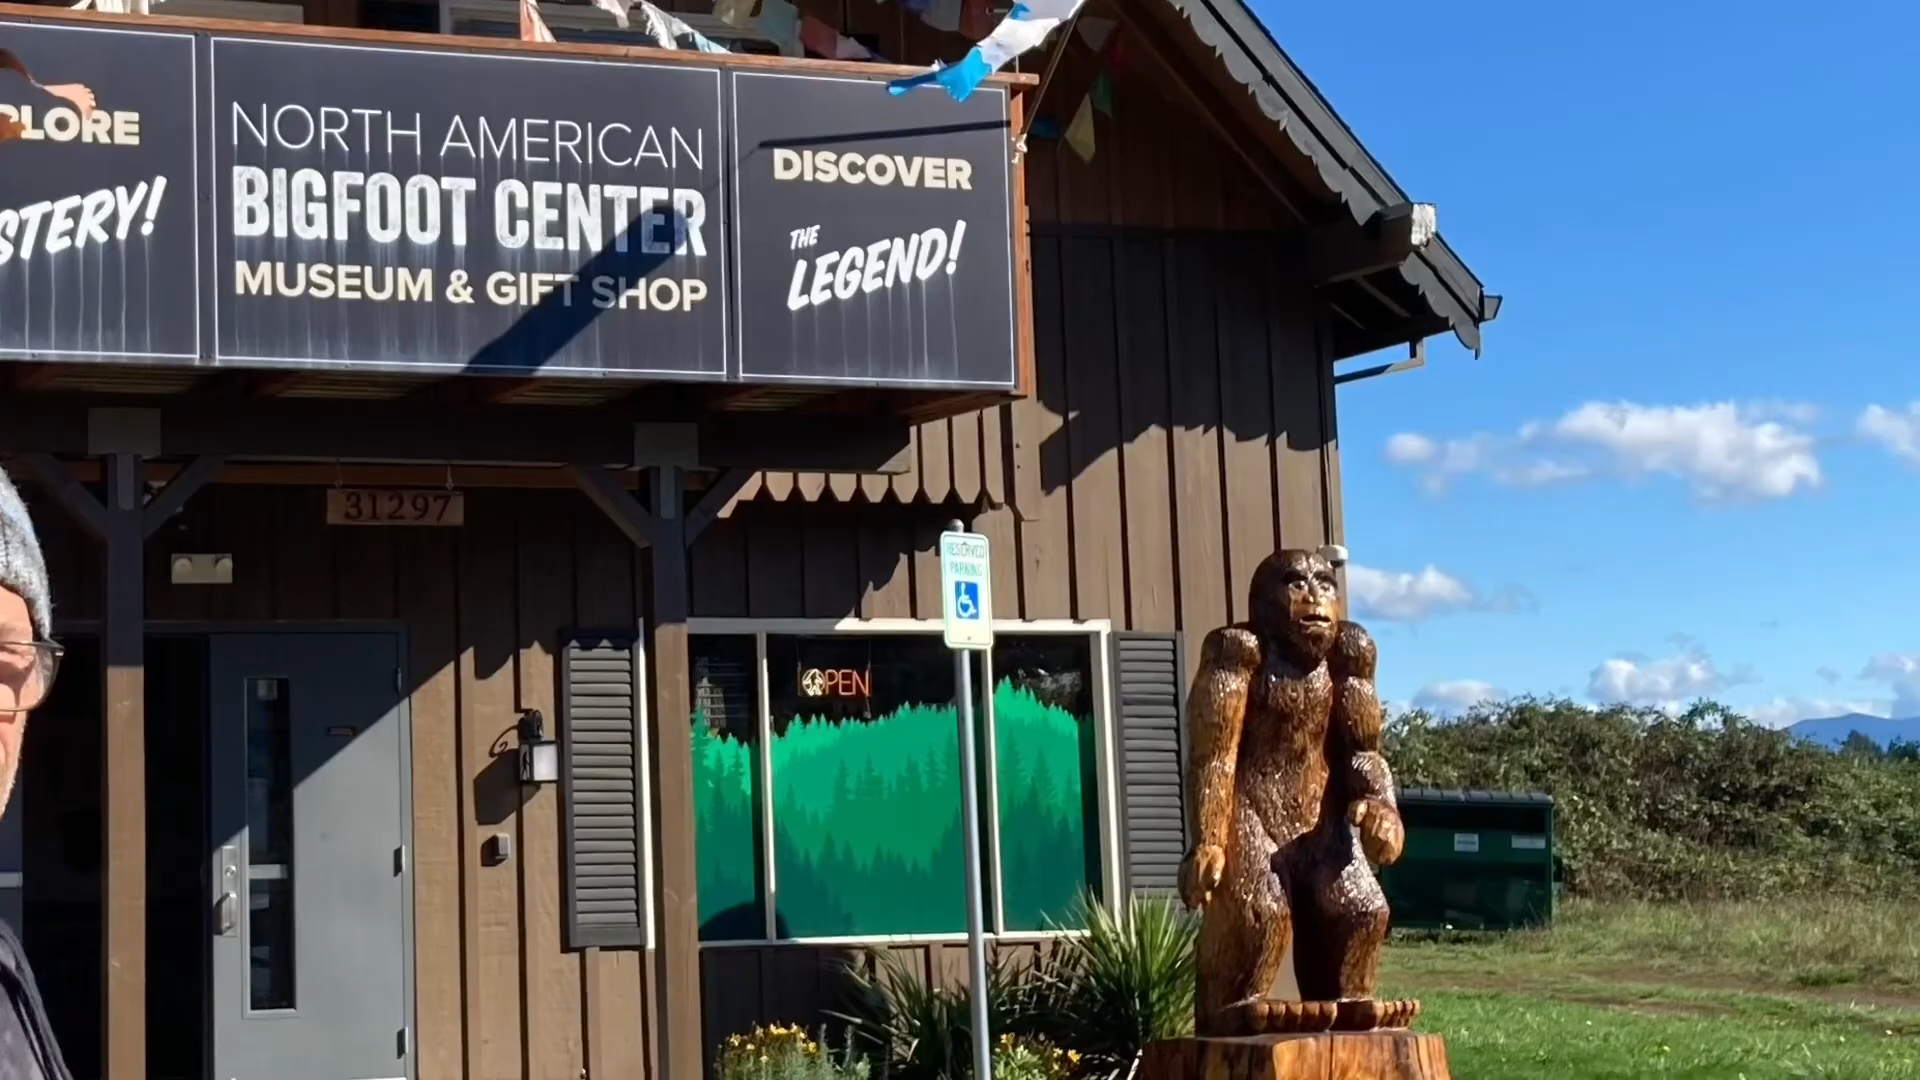 PLORE
STERY!
NORTH AMERICAN
BIGFOOT CENTER
MUSEUM & GIFT SHOP
DISCOVER
THE
LEGEND!
31297
RESERVED
PARKING
OPEN